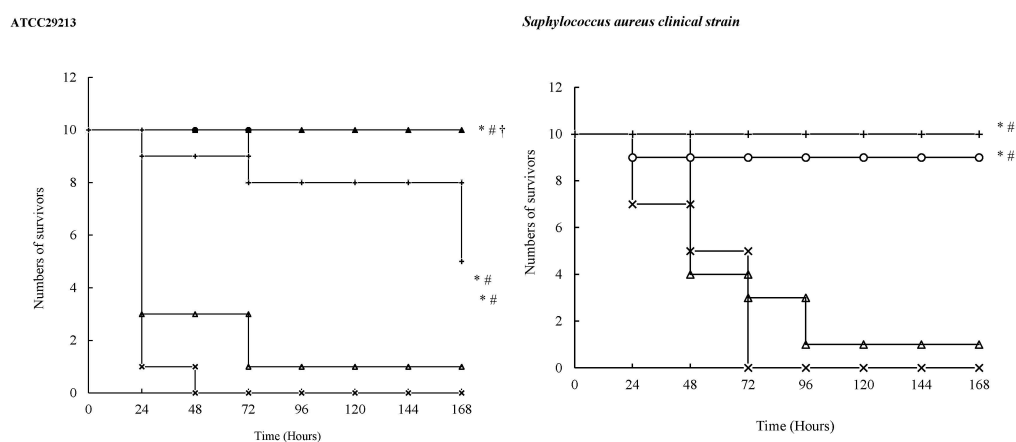 ATCC29213
Saphylococcus aureus clinical strain
12
10
8
6
4
2
0
Numbers of survivors
0 24 48 72 96 120 144 168
Time (Hours)
* # †
* #
* #
12
10
8
6
4
2
0
Numbers of survivors
0 24 48 72 96 120 144 168
Time (Hours)
* #
* #